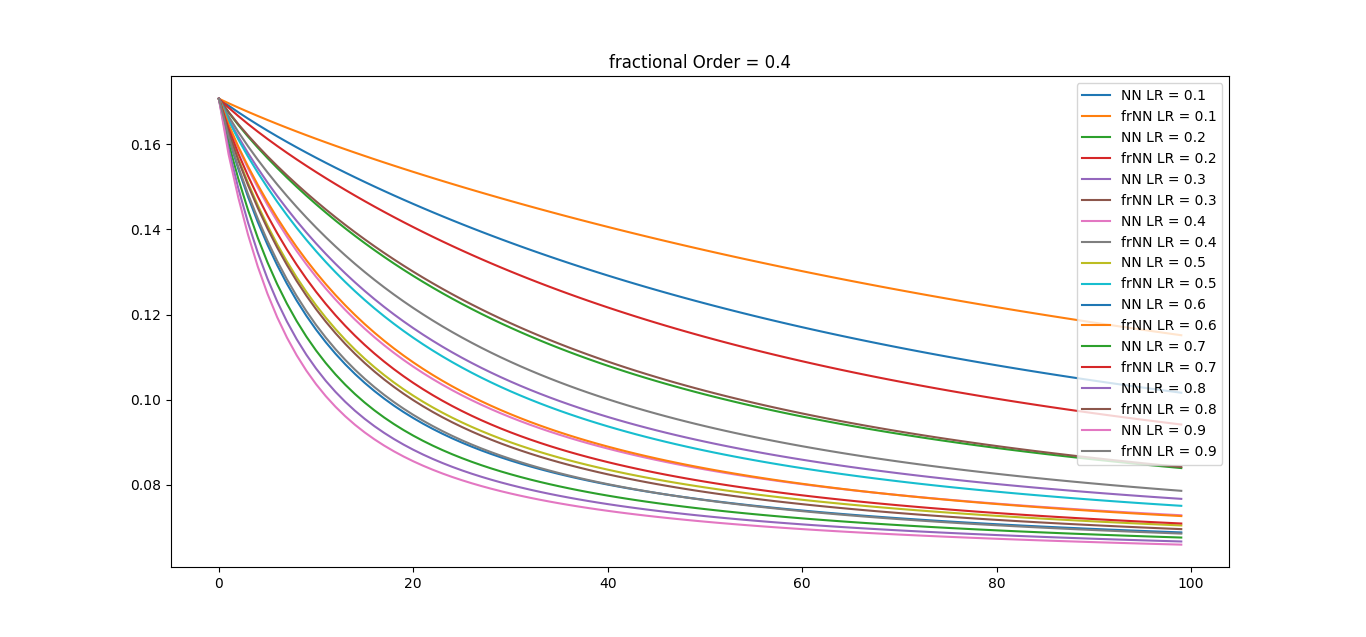 fractional Order = 0.4
NN LR = 0.1
frNN LR = 0.1
NN LR = 0.2
frNN LR = 0.2
NN LR = 0.3
frNN LR = 0.3
NN LR = 0.4
frNN LR = 0.4
NN LR = 0.5
frNN LR = 0.5
NN LR = 0.6
frNN LR = 0.6
NN LR = 0.7
frNN LR = 0.7
NN LR = 0.8
frNN LR = 0.8
NN LR = 0.9
frNN LR = 0.9
0.16
0.14
0.12
0.10
0.08
0 20 40 60 80 100